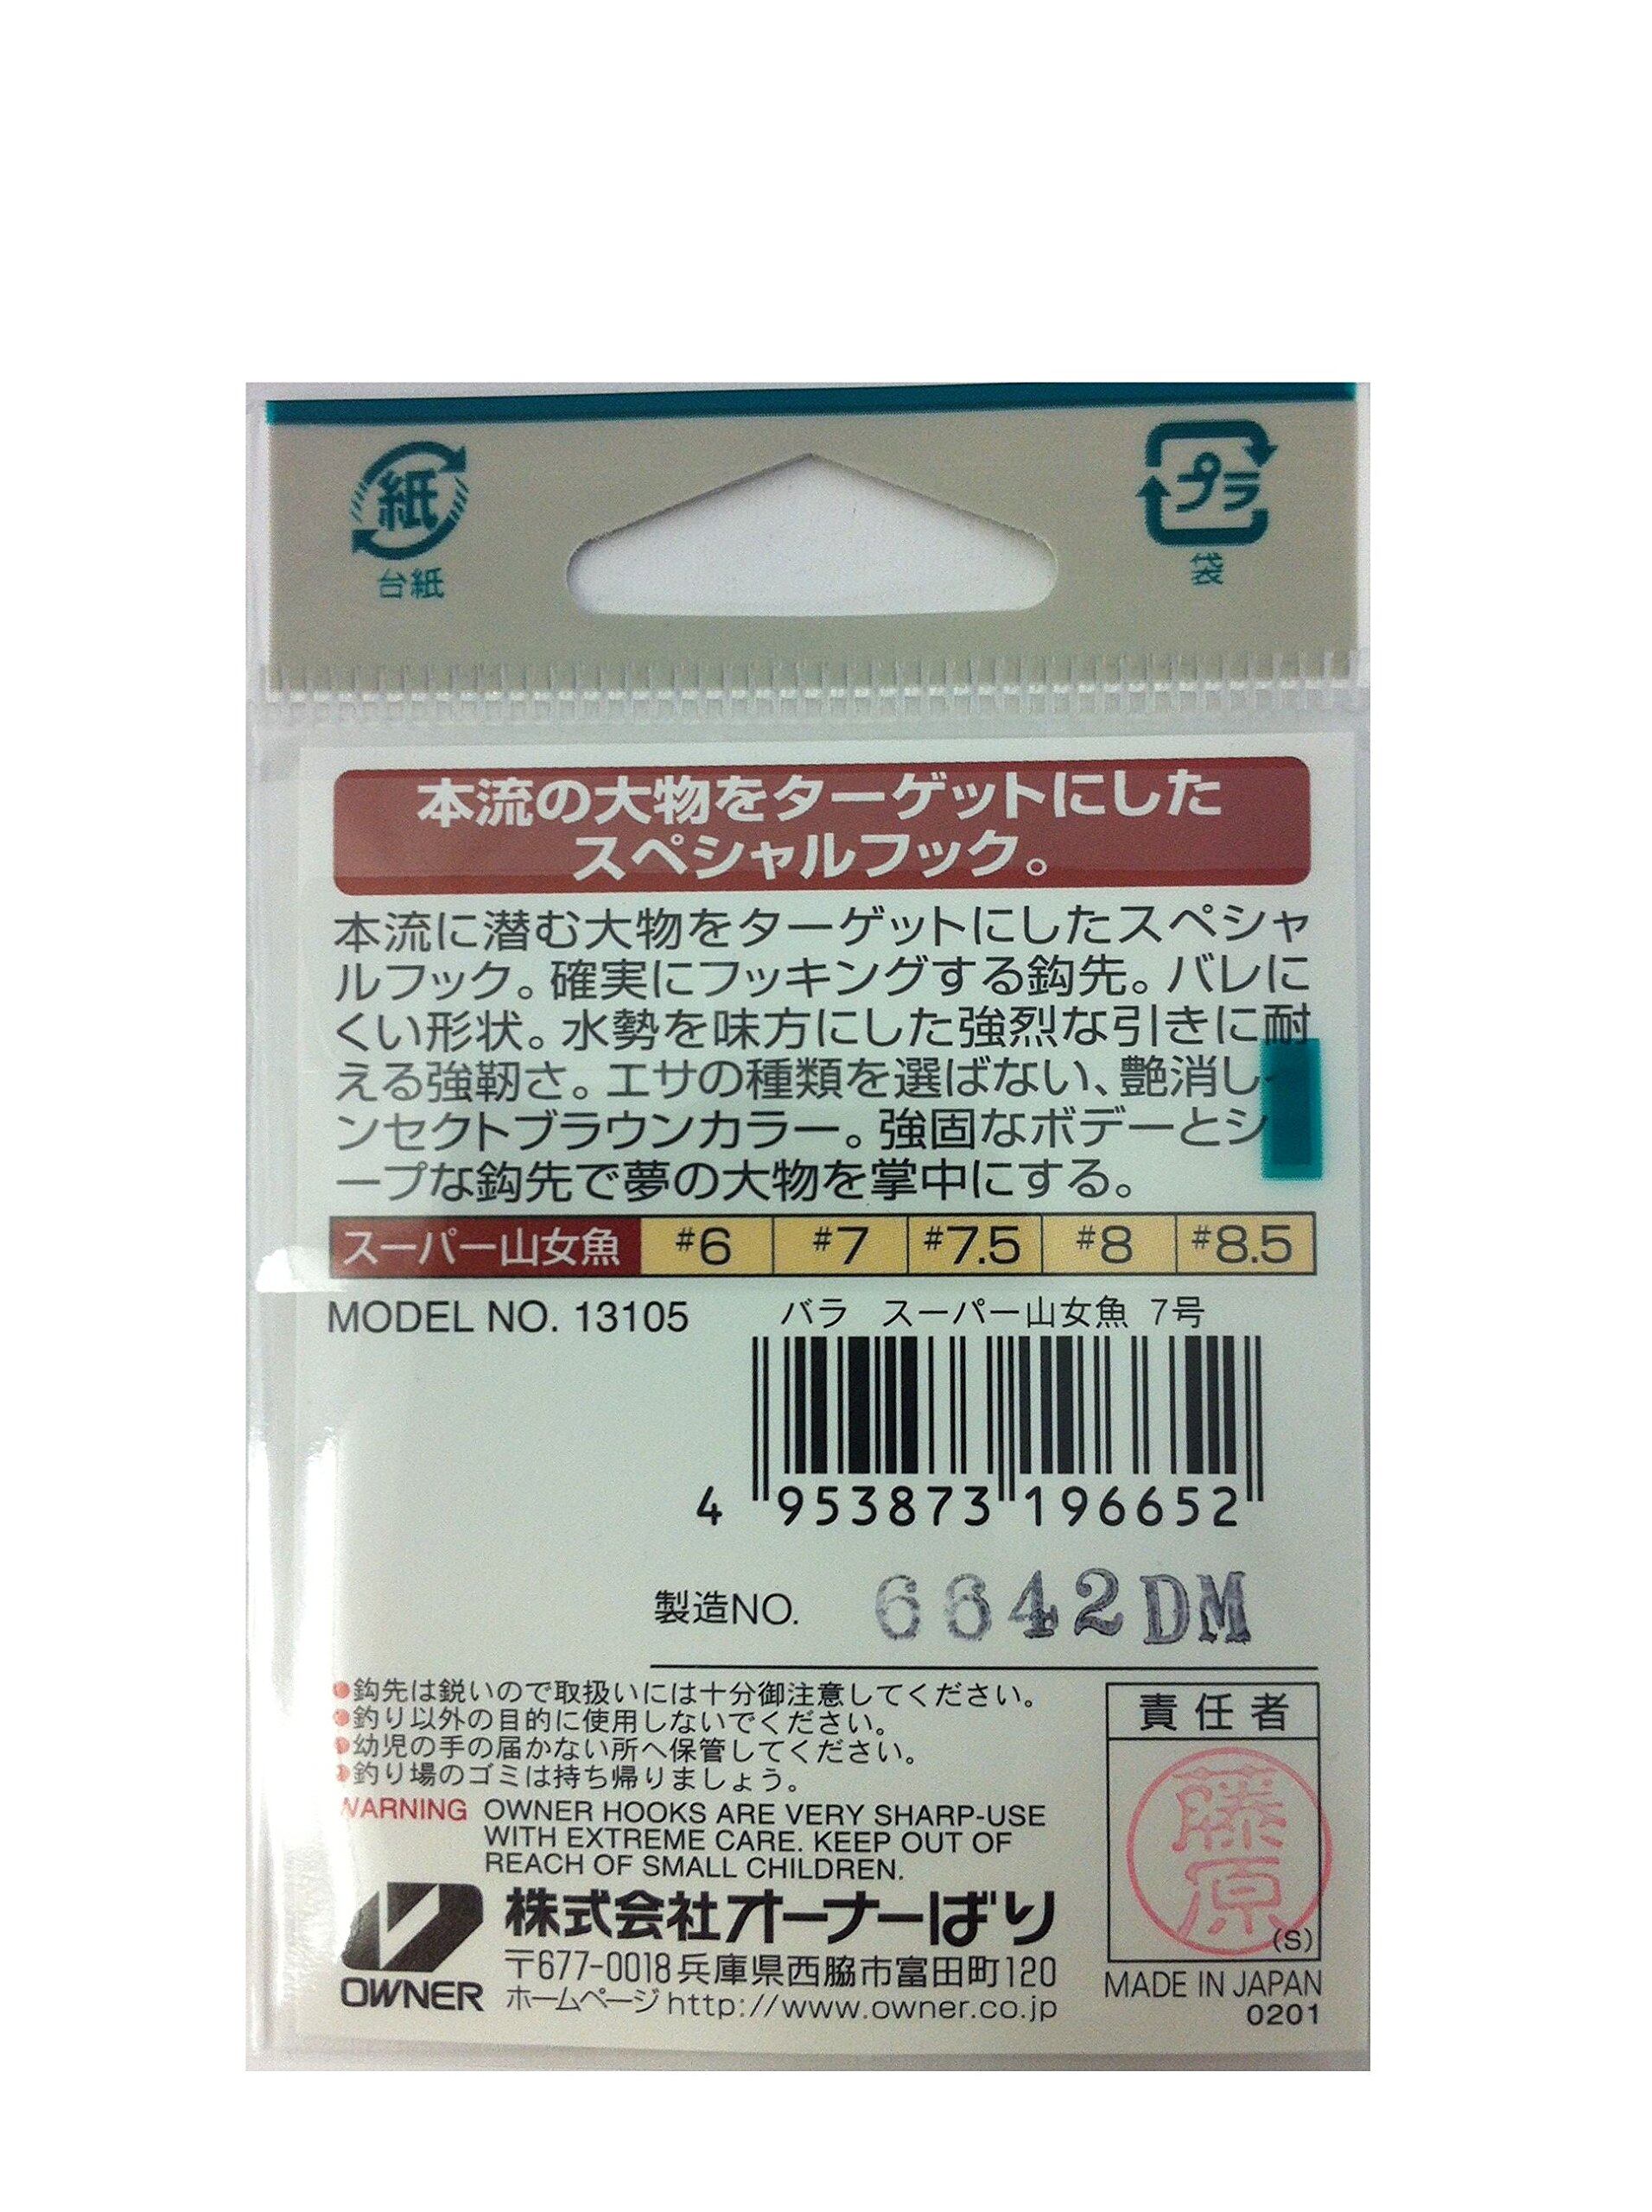 紙
台紙
プラ
袋
本流の大物をターゲットにした
スペシャルフック。
本流に潜む大物をターゲットにしたスペシャ
ルフック。確実にフッキングする鈎先。バレに
くい形状。水勢を味方にした強烈な引きに耐
える強靭さ。エサの種類を選ばない、艶消し
ンセクトブラウンカラー。強固なボデーとシ
ープな鈎先で夢の大物を掌中にする。
スーパー山女魚 #6 #7 #7.5 #8 #8.5
MODEL NO. 13105
バラ スーパー山女魚 7号
4 953873 196652
製造NO. 6642DM
●鈎先は鋭いので取扱いには十分御注意してください。
●釣り以外の目的に使用しないでください。
●幼児の手の届かない所へ保管してください。
●釣り場のゴミは持ち帰りましょう。
WARNING OWNER HOOKS ARE VERY SHARP-USE
WITH EXTREME CARE. KEEP OUT OF
REACH OF SMALL CHILDREN.
責任者
藤原
(S)
OWNER
株式会社オーナーばり
〒677-0018兵庫県西脇市富田町120
ホームページhttp://www.owner.co.jp
MADE IN JAPAN
0201